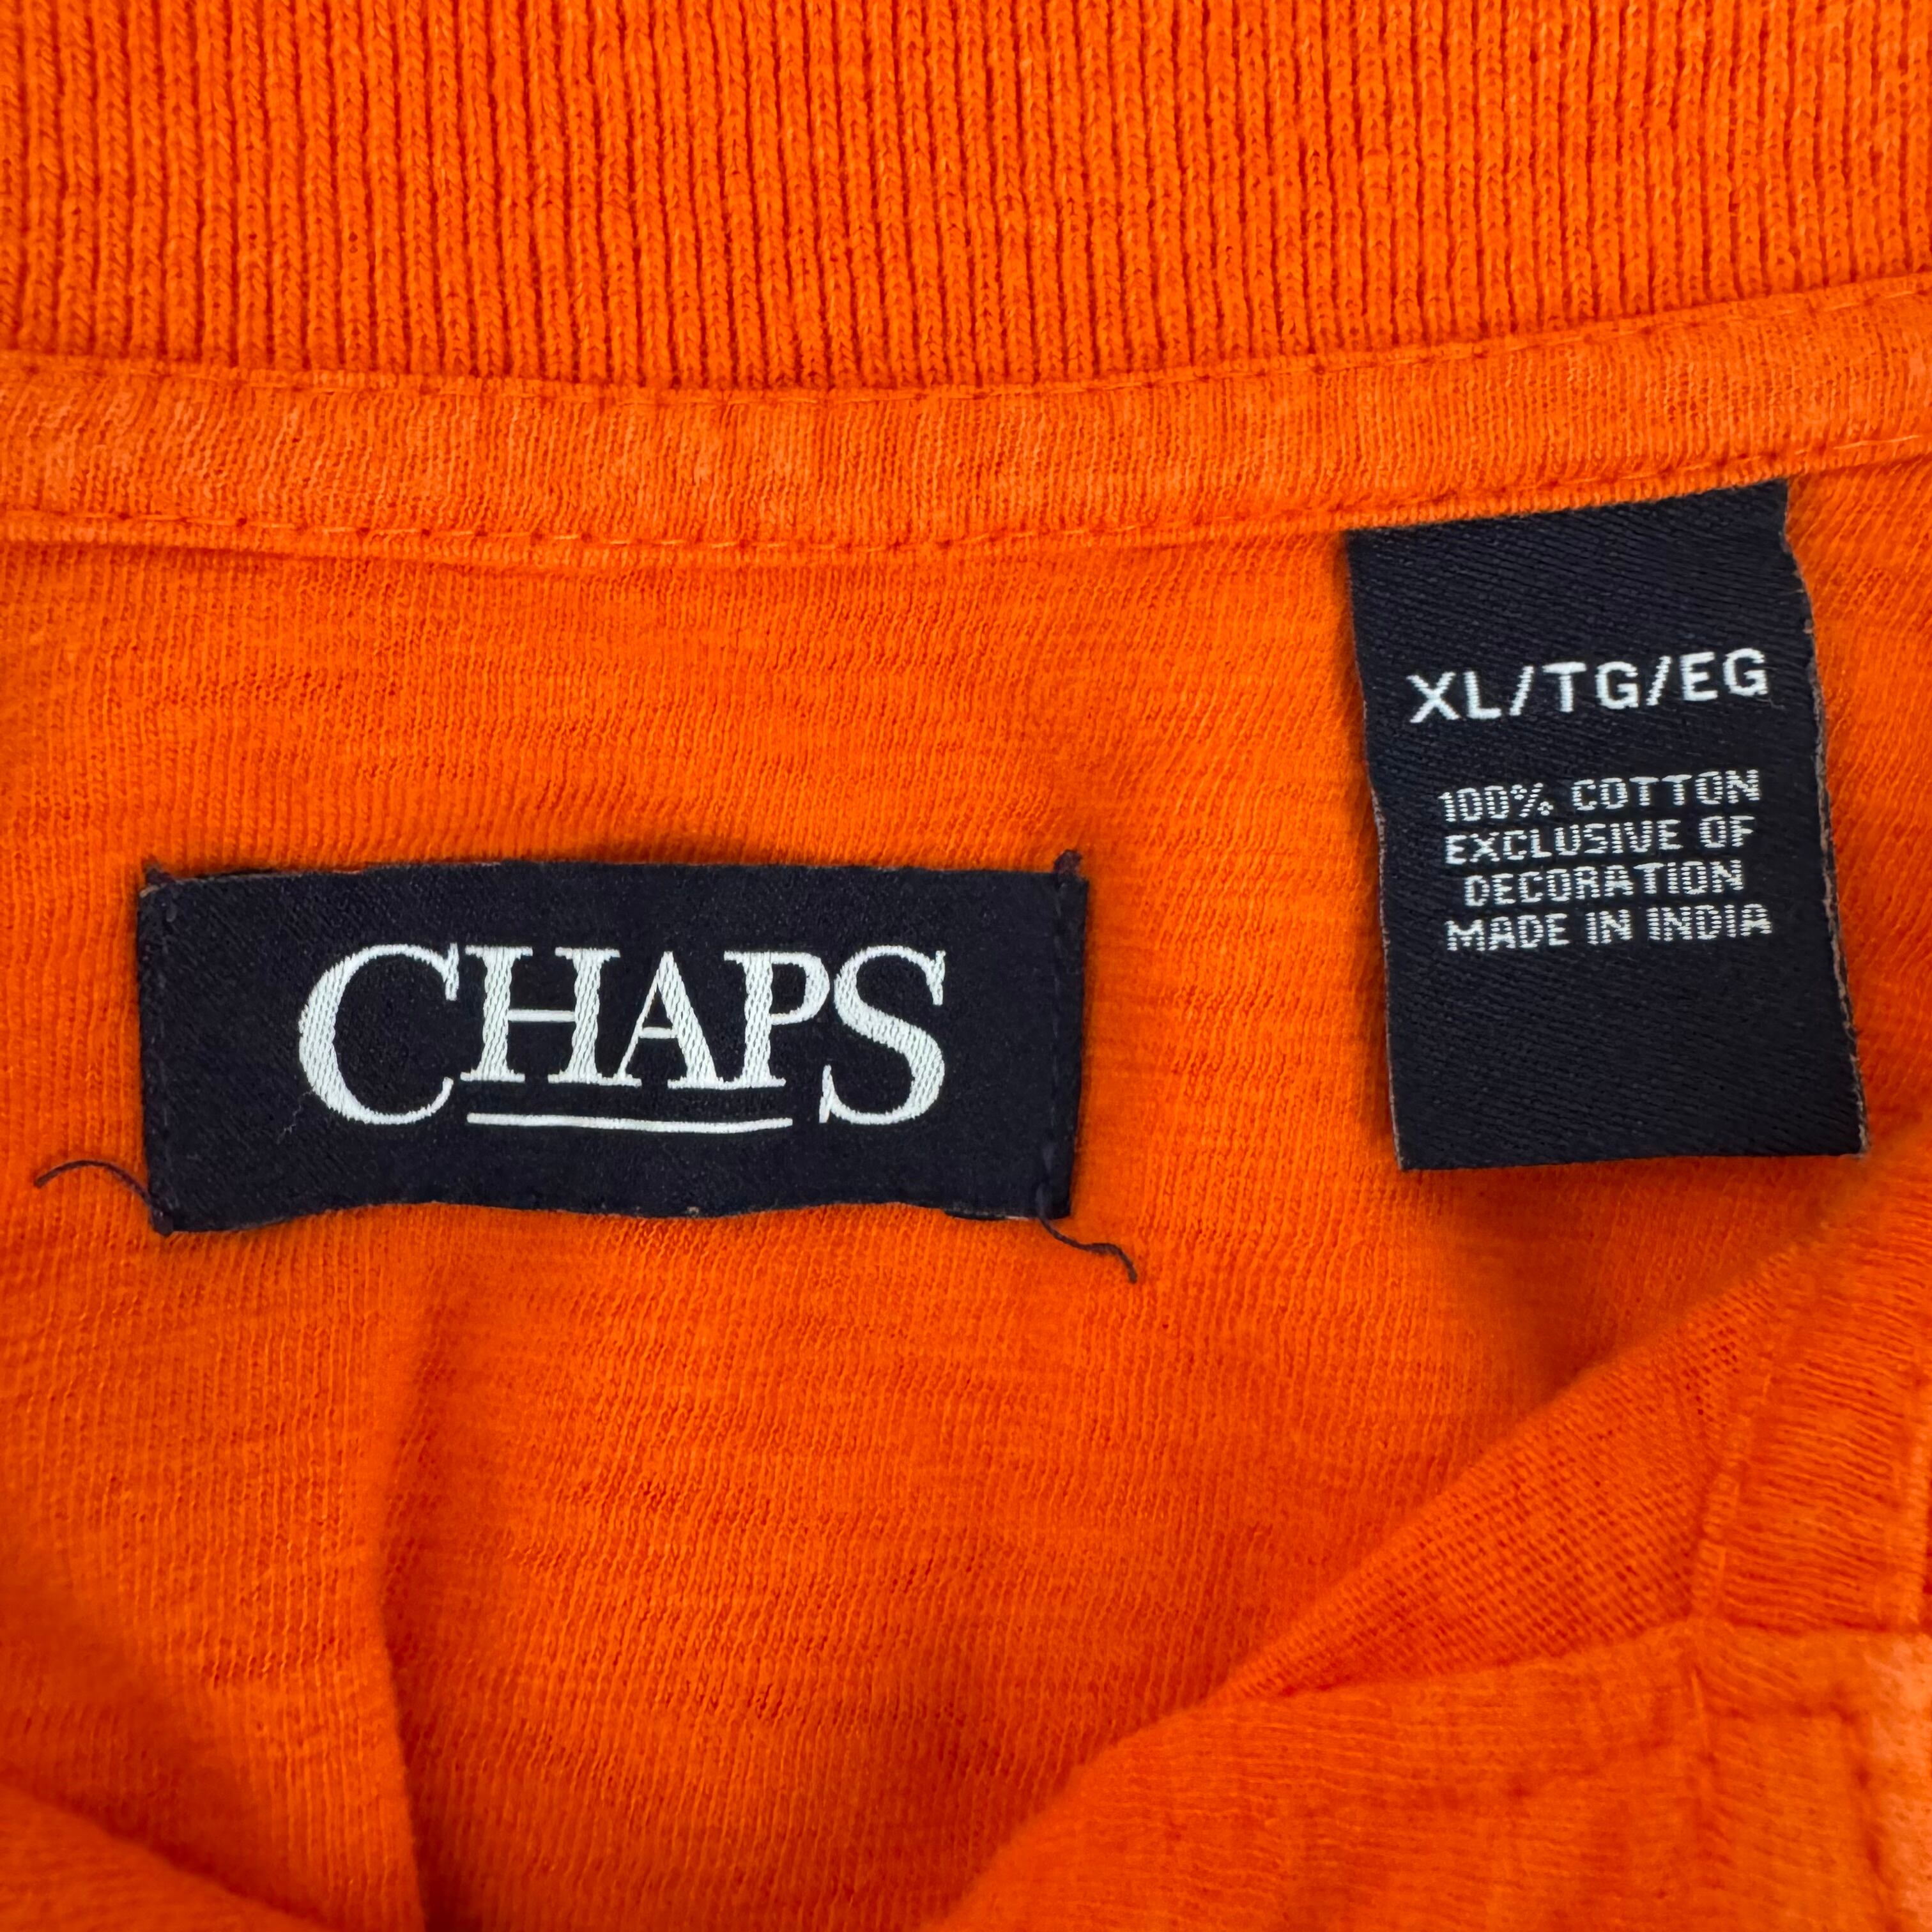 CHAPS
XL/TG/EG
100% COTTON
EXCLUSIVE OF
DECORATION
MADE IN INDIA